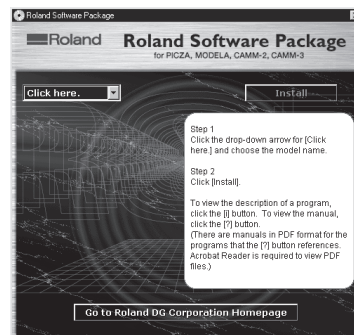 Roland Software Package
Roland
Roland Software Package
for PICZA, MODELA, CAMM-2, CAMM-3
Click here.
Install
Step 1
Click the drop-down arrow for [Click
here.] and choose the model name.
Step 2
Click [Install].
To view the description of a program,
click the [i] button. To view the manual,
click the [?] button.
(There are manuals in PDF format for the
programs that the [?] button references.
Acrobat Reader is required to view PDF
files.)
Go to Roland DG Corporation Homepage